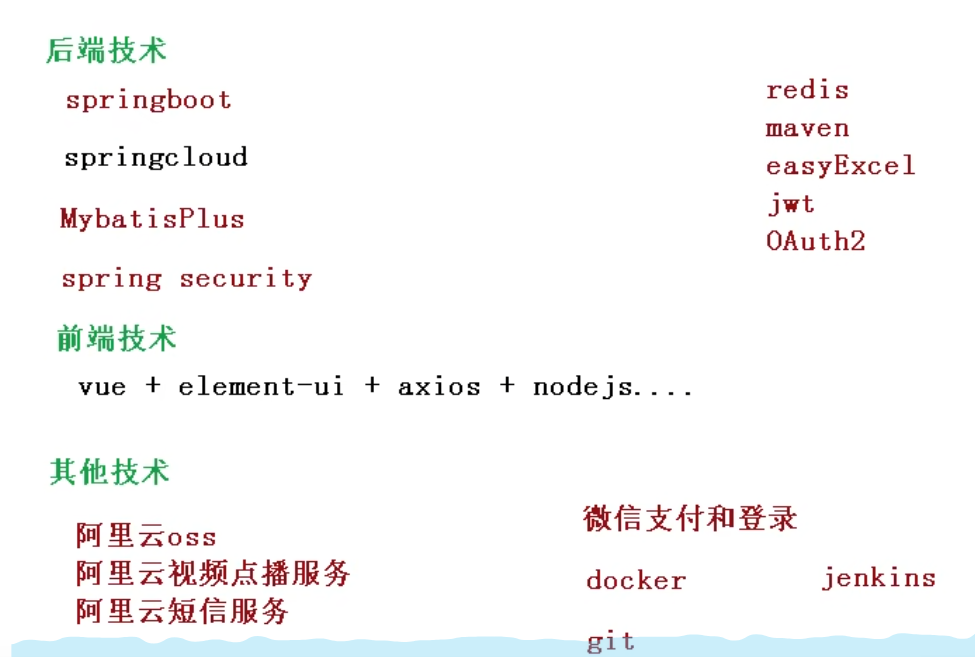 后端技术
springboot
springcloud
MybatisPlus
spring security
redis
maven
easyExcel
jwt
OAuth2
前端技术
vue + element-ui + axios + nodejs....
其他技术
阿里云oss
阿里云视频点播服务
阿里云短信服务
微信支付和登录
docker
jenkins
git